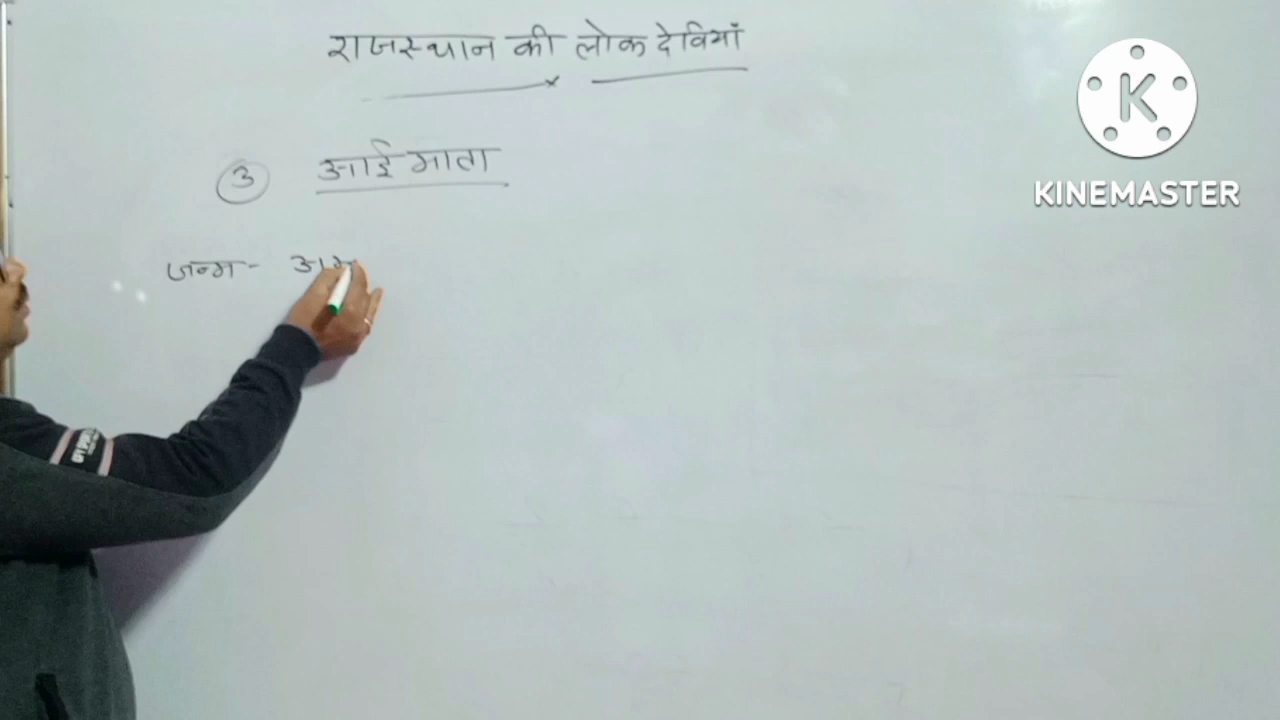 राजस्थान की लोक देवियाँ
③ आई माता
जन्म -
K
KINEMASTER